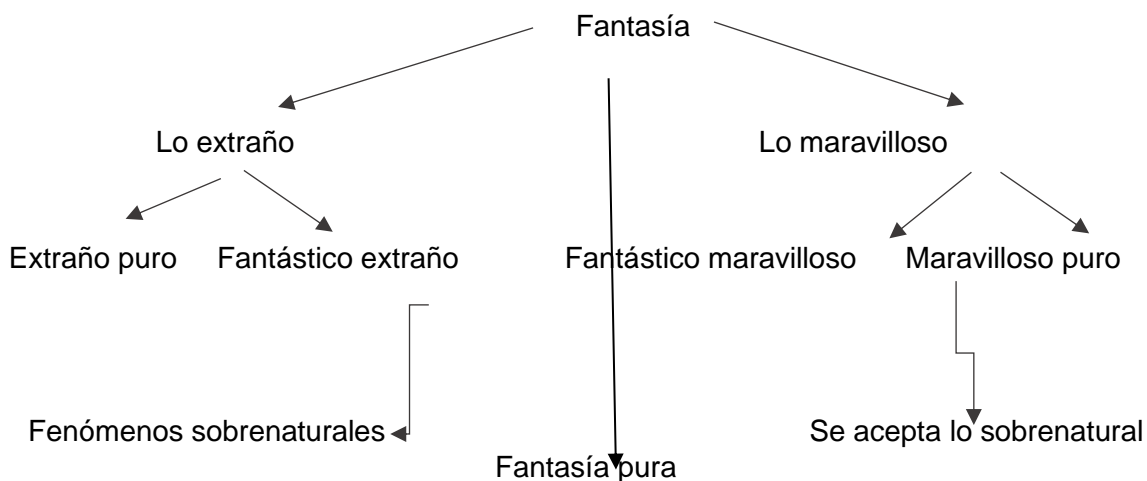 Fantasía
Lo extraño
Lo maravilloso
Extraño puro
Fantástico extraño
Fantástico maravilloso
Maravilloso puro
Fenómenos sobrenaturales
Se acepta lo sobrenatural
Fantasía pura